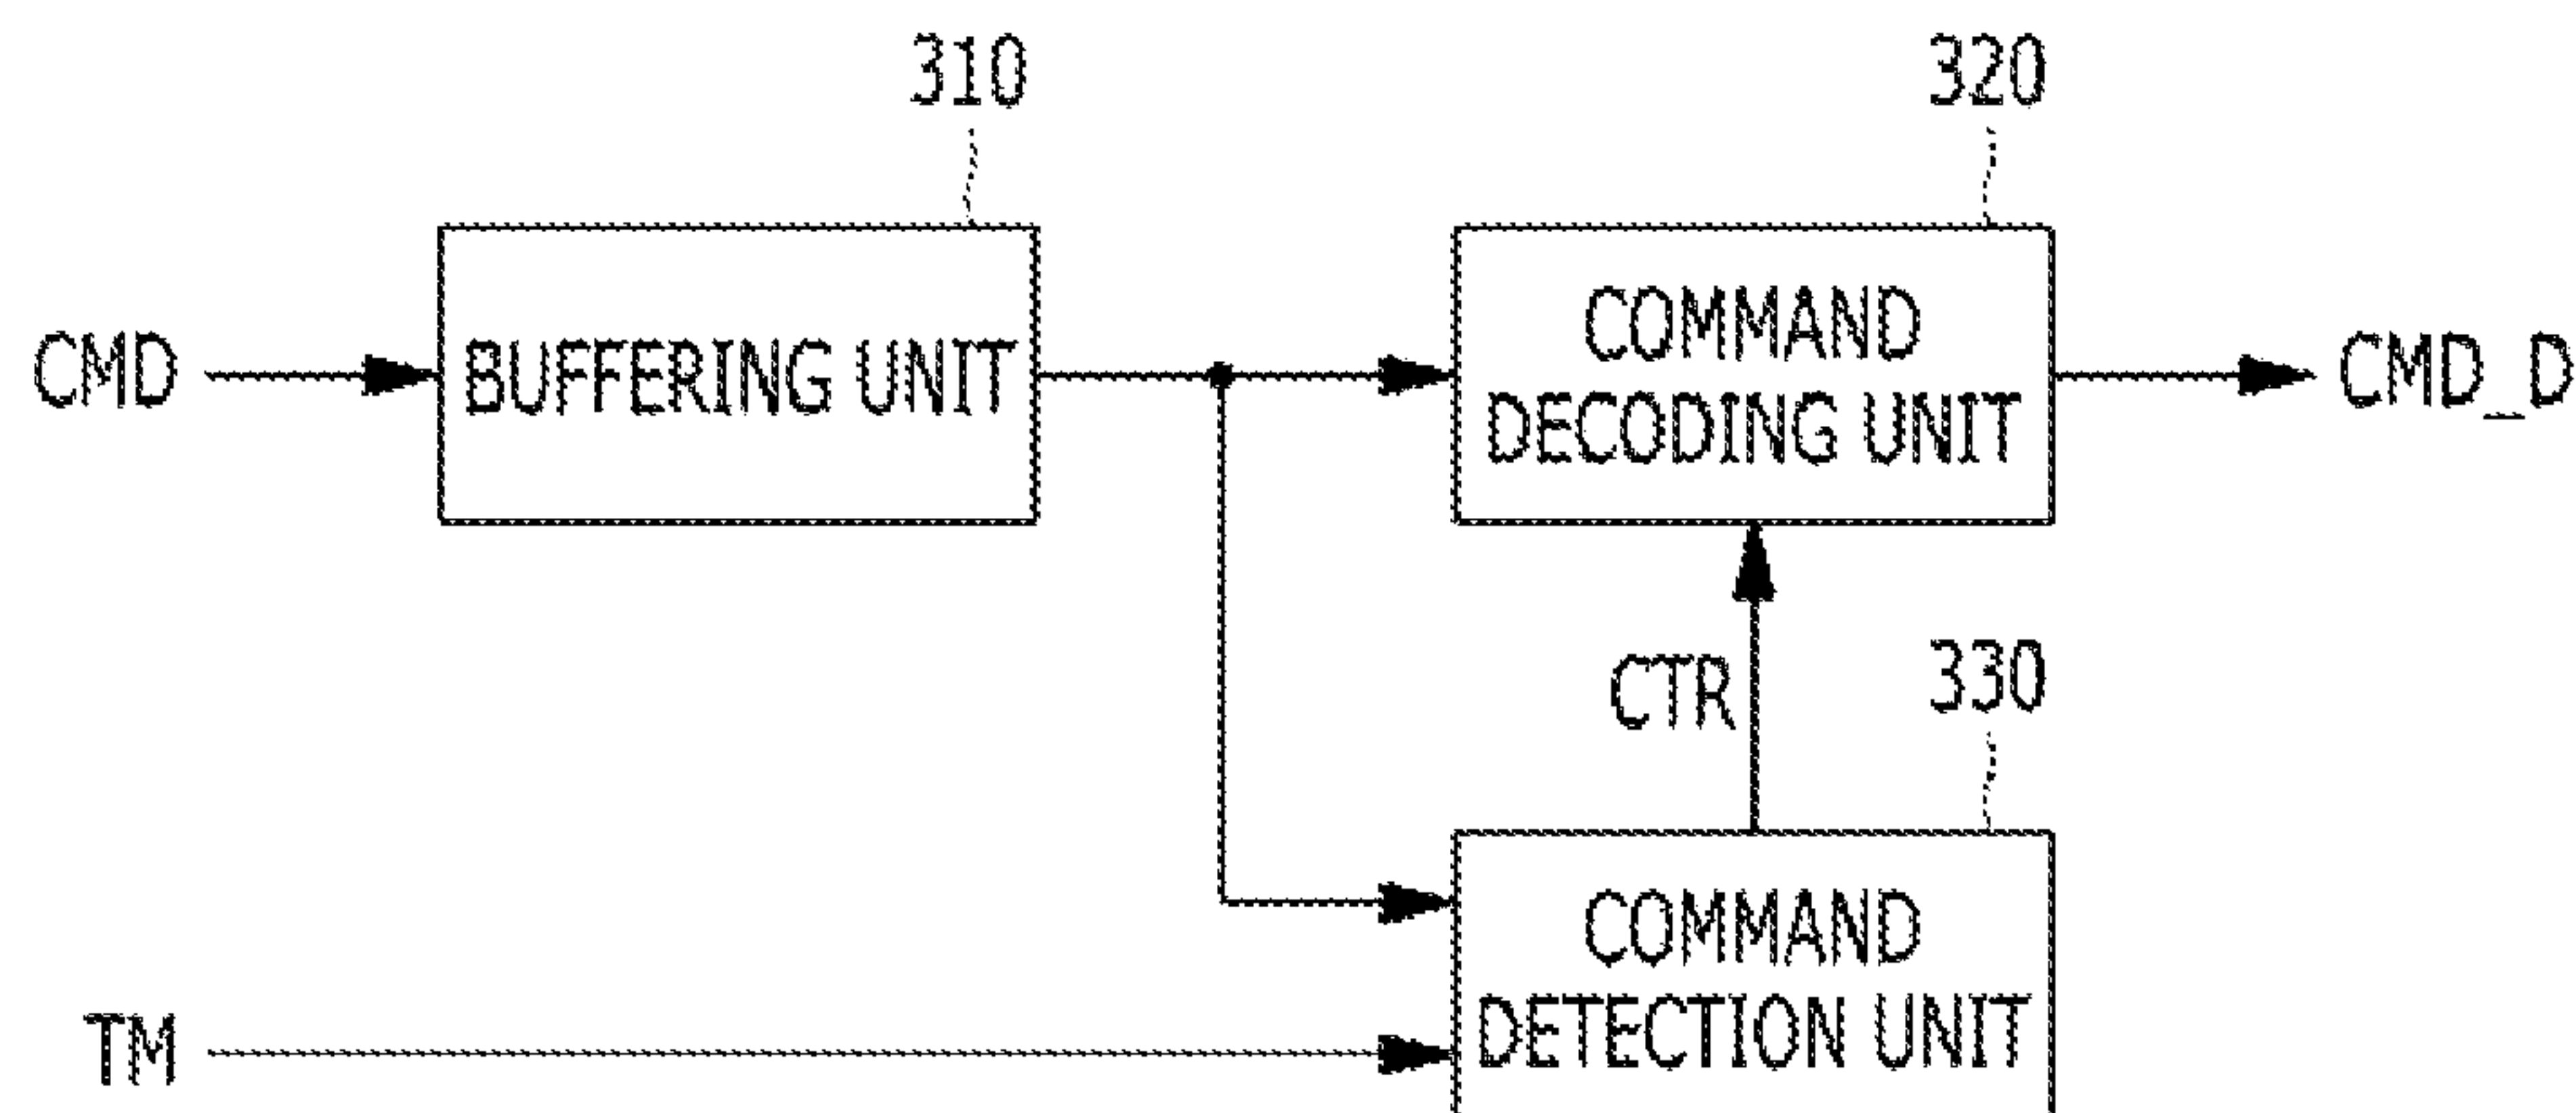 310
320
CMD
BUFFERING UNIT
COMMAND
DECODING UNIT
CMD_D
CTR
330
COMMAND
DETECTION UNIT
TM